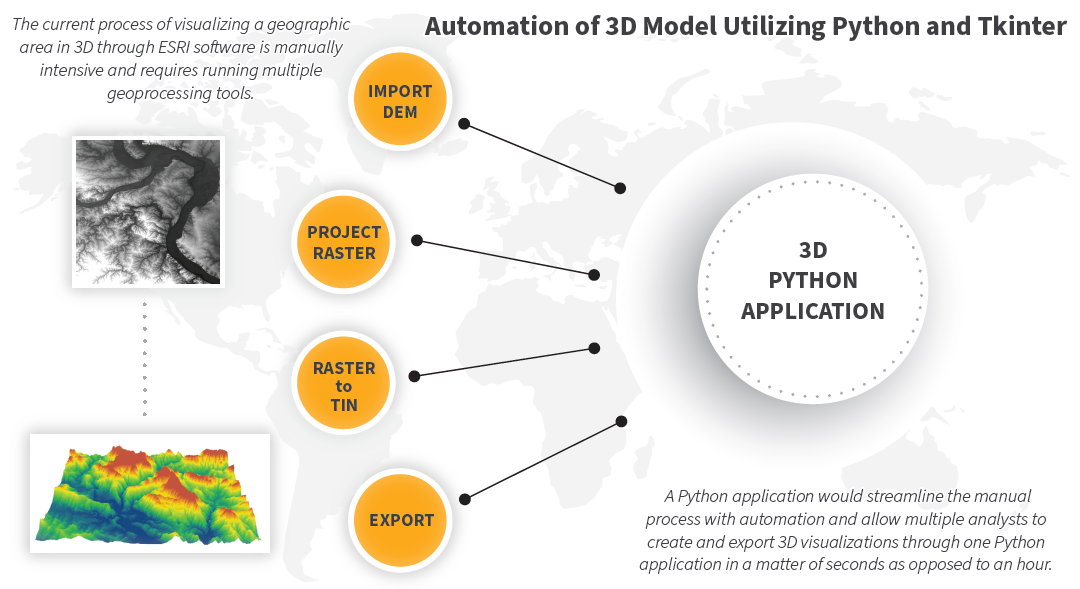 The current process of visualizing a geographic
area in 3D through ESRI software is manually
intensive and requires running multiple
geoprocessing tools.
Automation of 3D Model Utilizing Python and Tkinter
IMPORT
DEM
PROJECT
RASTER
RASTER
to
TIN
EXPORT
3D
PYTHON
APPLICATION
A Python application would streamline the manual
process with automation and allow multiple analysts to
create and export 3D visualizations through one Python
application in a matter of seconds as opposed to an hour.